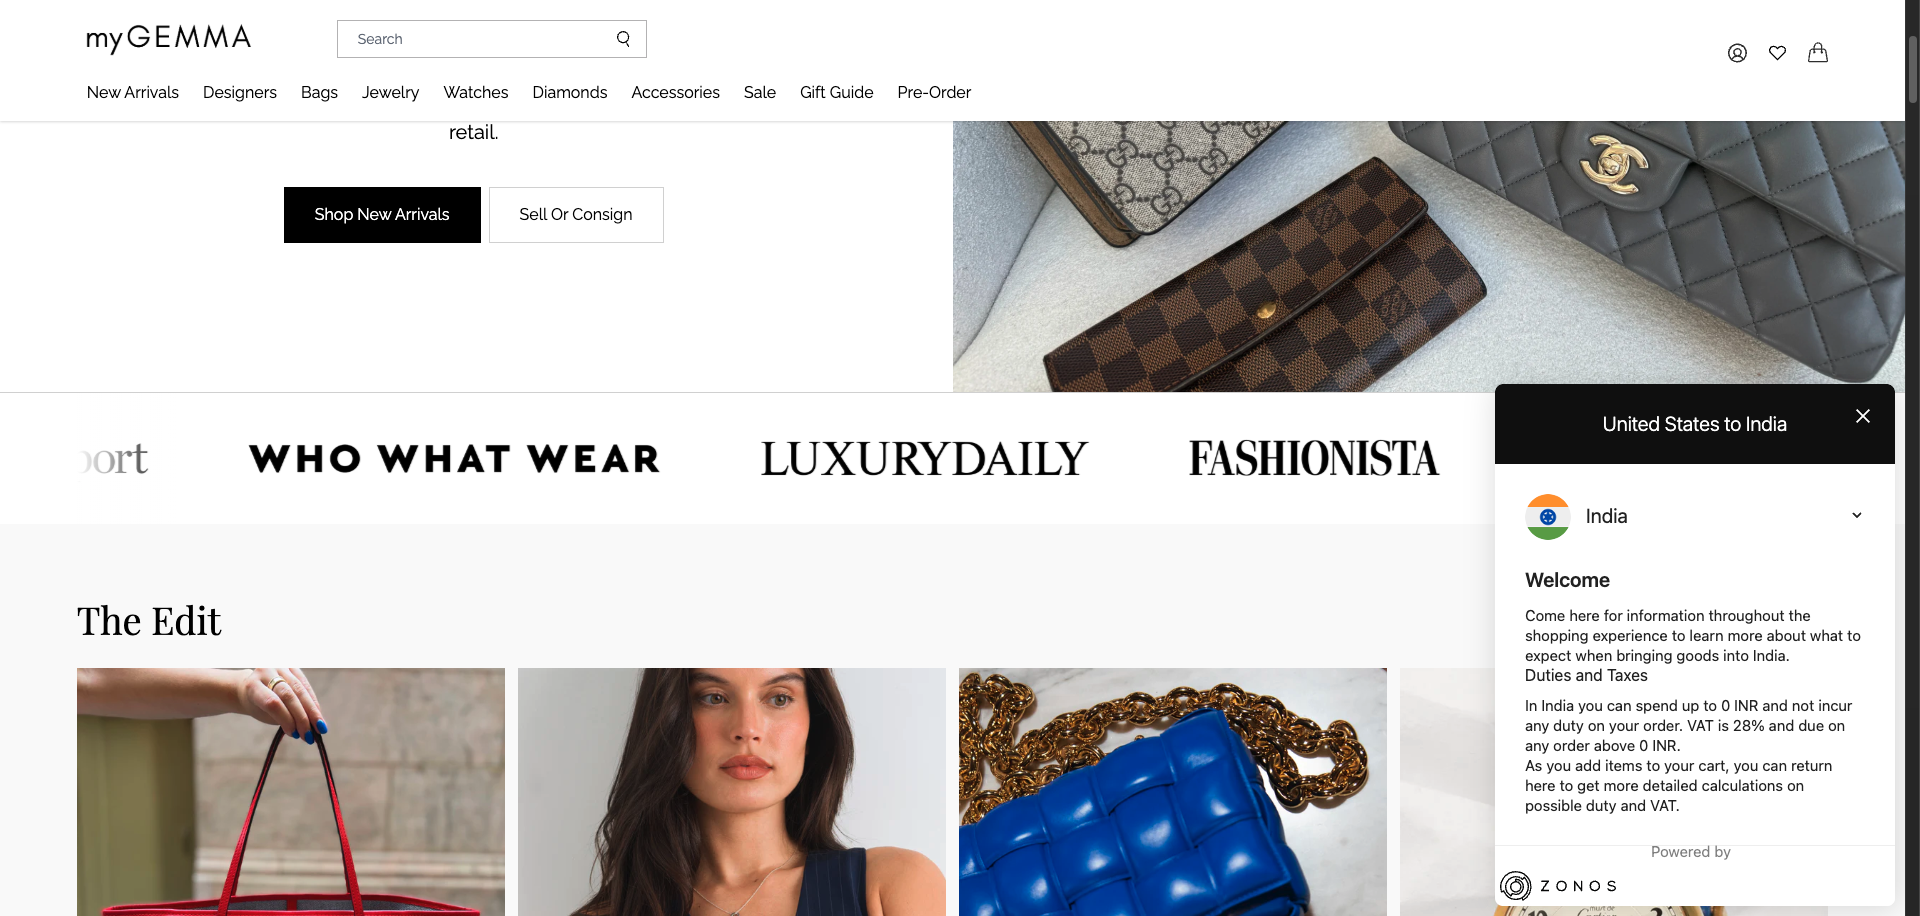 myGEMMA
Search
New Arrivals
Designers
Bags
Jewelry
Watches
Diamonds
Accessories
Sale
Gift Guide
Pre-Order
retail.
Shop New Arrivals
Sell Or Consign
port
WHO WHAT WEAR
LUXURYDAILY
FASHIONISTA
The Edit
United States to India
India
Welcome
Come here for information throughout the
shopping experience to learn more about what to
expect when bringing goods into India.
Duties and Taxes
In India you can spend up to 0 INR and not incur
any duty on your order. VAT is 28% and due on
any order above 0 INR.
As you add items to your cart, you can return
here to get more detailed calculations on
possible duty and VAT.
Powered by
ZONOS